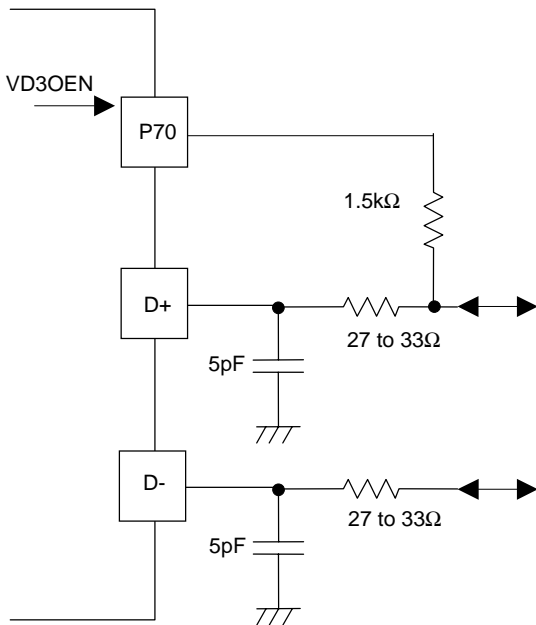 VD3OEN
P70
1.5kΩ
D+
27 to 33Ω
5pF
D-
27 to 33Ω
5pF